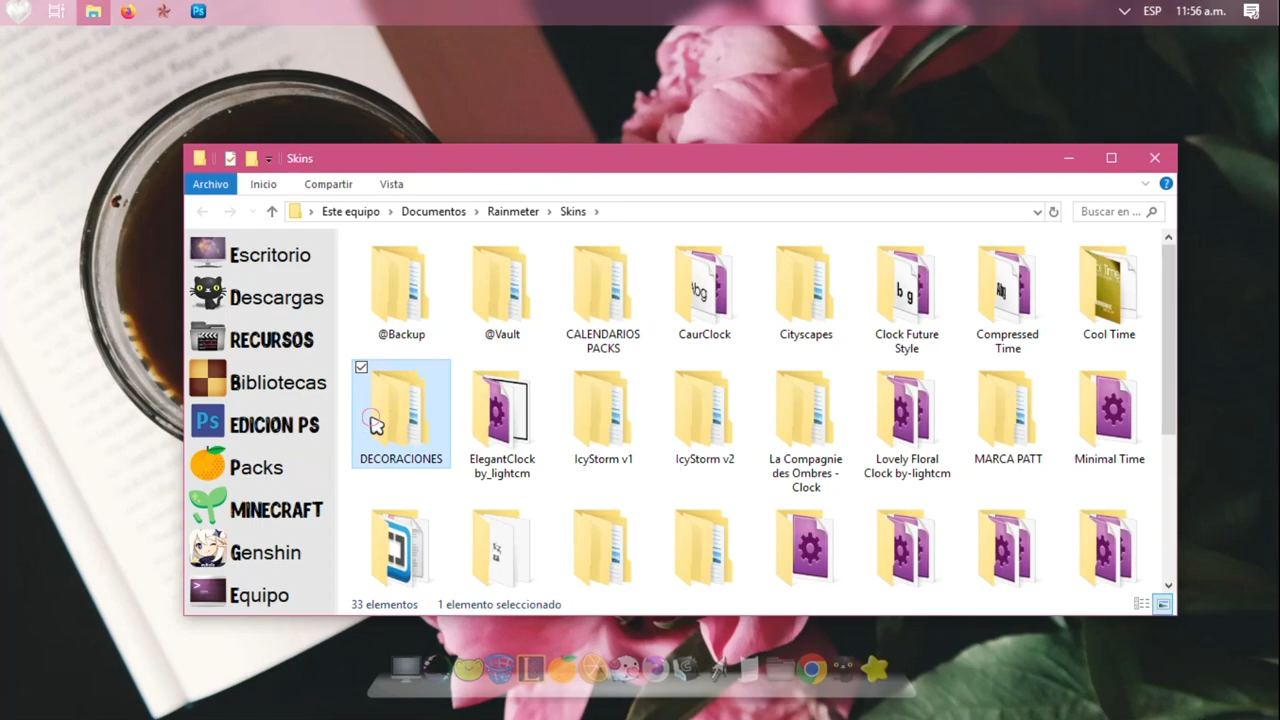 ESP 11:56 a.m.
Skins
Archivo Inicio Compartir Vista
Este equipo Documentos Rainmeter Skins
Buscar en ...
Escritorio
Descargas
RECURSOS
Bibliotecas
EDICION PS
Packs
MINECRAFT
Genshin
Equipo
@Backup
@Vault
CALENDARIOS
PACKS
CaurClock
Cityscapes
Clock Future
Style
Compressed
Time
Cool Time
DECORACIONES
ElegantClock
by_lightcm
IcyStorm v1
IcyStorm v2
La Compagnie
des Ombres -
Clock
Lovely Floral
Clock by-lightcm
MARCA PATT
Minimal Time
33 elementos 1 elemento seleccionado